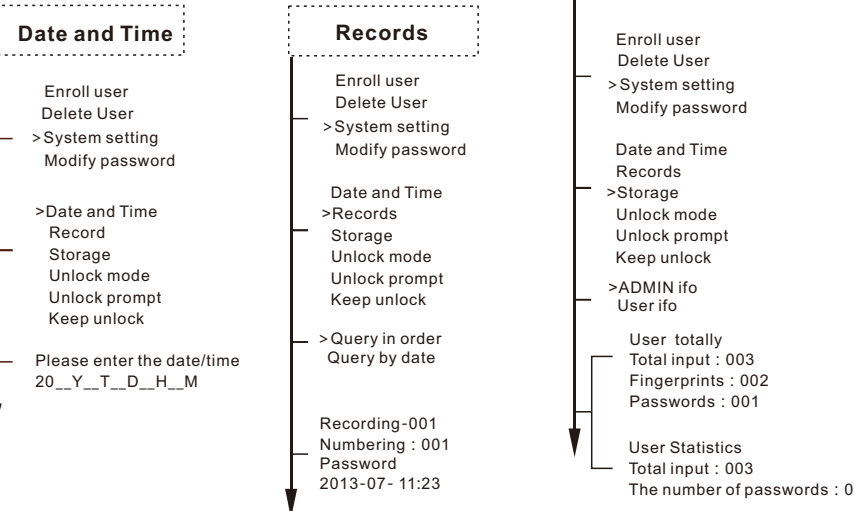 Date and Time
Enroll user
Delete User
>System setting
Modify password
>Date and Time
Record
Storage
Unlock mode
Unlock prompt
Keep unlock
Please enter the date/time
20__Y__T__D__H__M
Records
Enroll user
Delete User
>System setting
Modify password
Date and Time
>Records
Storage
Unlock mode
Unlock prompt
Keep unlock
>Query in order
Query by date
Recording-001
Numbering : 001
Password
2013-07- 11:23
Enroll user
Delete User
>System setting
Modify password
Date and Time
Records
>Storage
Unlock mode
Unlock prompt
Keep unlock
>ADMIN ifo
User ifo
User totally
Total input : 003
Fingerprints : 002
Passwords : 001
User Statistics
Total input : 003
The number of passwords : 0